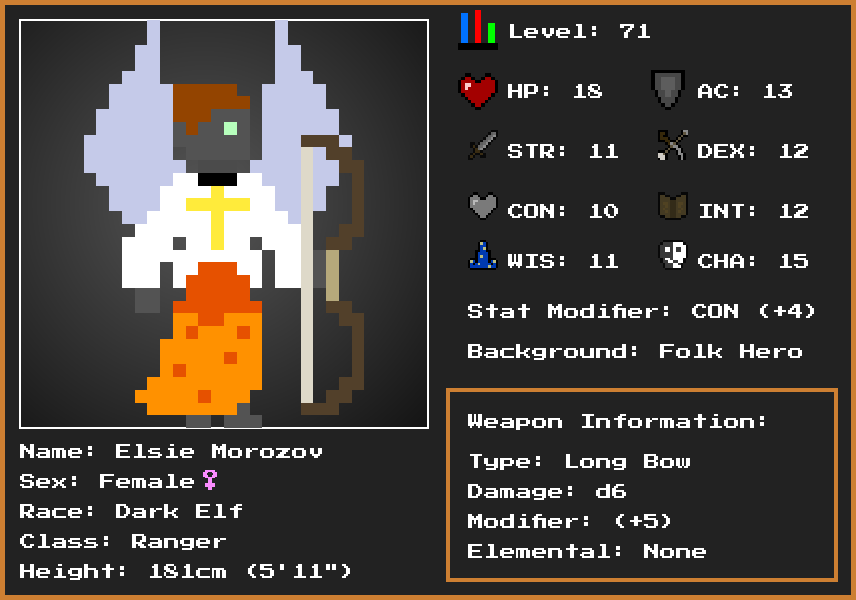 Level: 71
HP: 18
AC: 13
STR: 11
DEX: 12
CON: 10
INT: 12
WIS: 11
CHA: 15
Stat Modifier: CON (+4)
Background: Folk Hero
Weapon Information:
Type: Long Bow
Damage: d6
Modifier: (+5)
Elemental: None
Name: Elsie Morozov
Sex: Female♀
Race: Dark Elf
Class: Ranger
Height: 181cm (5'11")